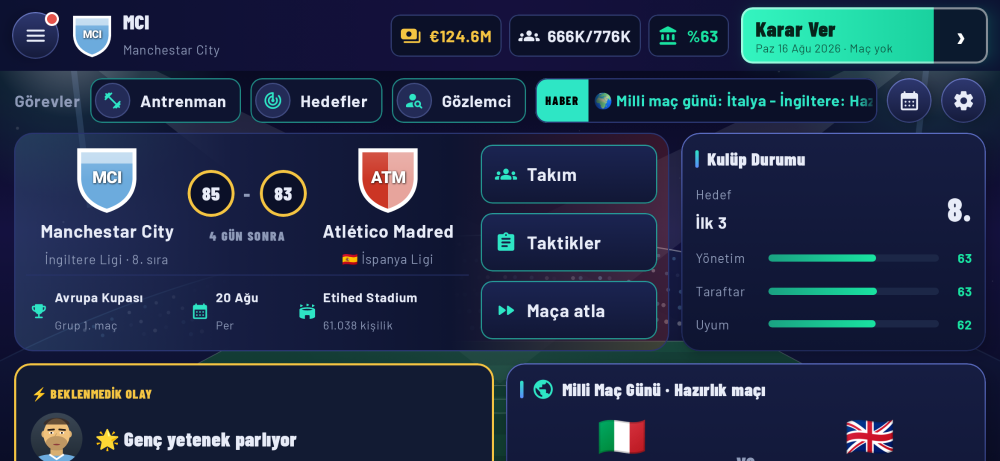 MCI
MCI
Manchestar City
€124.6M
666K/776K
%63
Karar Ver
Paz 16 Ağu 2026 · Maç yok
Görevler
Antrenman
Hedefler
Gözlemci
HABER
Milli maç günü: İtalya - İngiltere: Haz
MCI
85 - 83
ATM
Manchestar City
4 GÜN SONRA
Atlético Madred
İngiltere Ligi · 8. sıra
İspanya Ligi
Avrupa Kupası
Grup 1. maç
20 Ağu
Per
Etihed Stadium
61.038 kişilik
Takım
Taktikler
Maça atla
Kulüp Durumu
Hedef
İlk 3
8.
Yönetim 63
Taraftar 63
Uyum 62
⚡ BEKLENMEDİK OLAY
🌟 Genç yetenek parlıyor
Milli Maç Günü · Hazırlık maçı